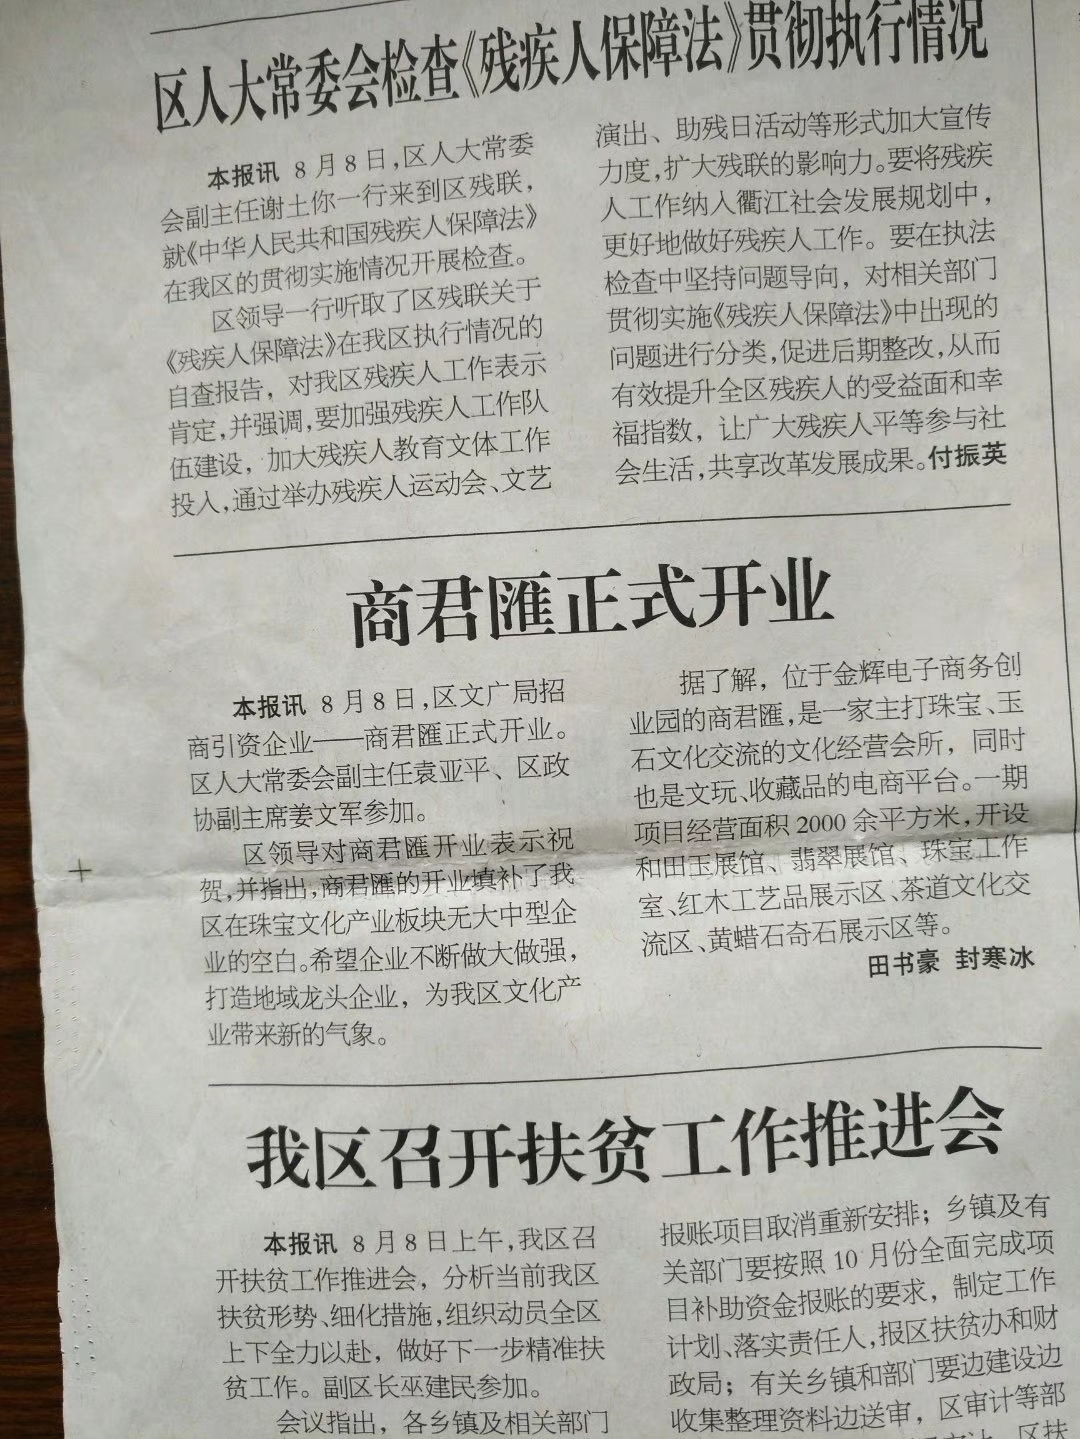 区人大常委会检查《残疾人保障法》贯彻执行情况
本报讯 8月8日，区人大常委
会副主任谢土你一行来到区残联，
就《中华人民共和国残疾人保障法》
在我区的贯彻实施情况开展检查。
区领导一行听取了区残联关于
《残疾人保障法》在我区执行情况的
自查报告，对我区残疾人工作表示
肯定，并强调，要加强残疾人工作队
伍建设，加大残疾人教育文体工作
投入，通过举办残疾人运动会、文艺
演出、助残日活动等形式加大宣传
力度，扩大残联的影响力。要将残疾
人工作纳入衢江社会发展规划中，
更好地做好残疾人工作。要在执法
检查中坚持问题导向，对相关部门
贯彻实施《残疾人保障法》中出现的
问题进行分类，促进后期整改，从而
有效提升全区残疾人的受益面和幸
福指数，让广大残疾人平等参与社
会生活，共享改革发展成果。付振英
商君匯正式开业
本报讯 8月8日，区文广局招
商引资企业——商君匯正式开业。
区人大常委会副主任袁亚平、区政
协副主席姜文军参加。
区领导对商君匯开业表示祝
贺，并指出，商君匯的开业填补了我
区在珠宝文化产业板块无大中型企
业的空白。希望企业不断做大做强，
打造地域龙头企业，为我区文化产
业带来新的气象。
据了解，位于金辉电子商务创
业园的商君匯，是一家主打珠宝、玉
石文化交流的文化经营会所，同时
也是文玩、收藏品的电商平台。一期
项目经营面积2000余平方米，开设
和田玉展馆、翡翠展馆、珠宝工作
室、红木工艺品展示区、茶道文化交
流区、黄蜡石奇石展示区等。
田书豪 封寒冰
我区召开扶贫工作推进会
本报讯 8月8日上午，我区召
开扶贫工作推进会，分析当前我区
扶贫形势、细化措施，组织动员全区
上下全力以赴，做好下一步精准扶
贫工作。副区长巫建民参加。
会议指出，各乡镇及相关部门
报账项目取消重新安排；乡镇及有
关部门要按照10月份全面完成项
目补助资金报账的要求，制定工作
计划、落实责任人，报区扶贫办和财
政局；有关乡镇和部门要边建设边
收集整理资料边送审，区审计等部
区扶